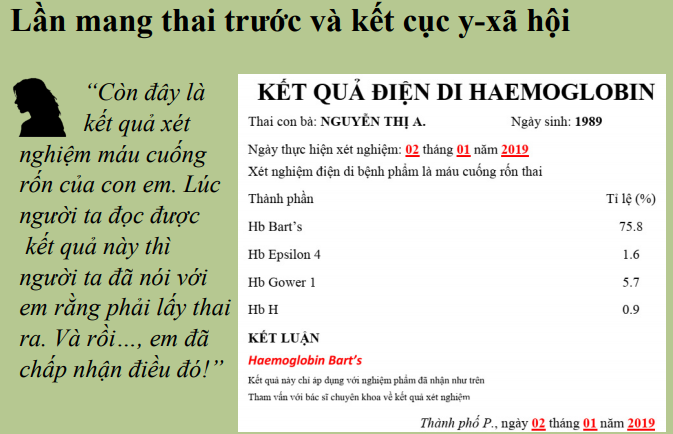 Lần mang thai trước và kết cục y-xã hội
“Còn đây là
kết quả xét
nghiệm máu cuống
rốn của con em. Lúc
người ta đọc được
kết quả này thì
người ta đã nói với
em rằng phải lấy thai
ra. Và rồi…, em đã
chấp nhận điều đó!”
KẾT QUẢ ĐIỆN DI HAEMOGLOBIN
Thai con bà: NGUYỄN THỊ A. Ngày sinh: 1989
Ngày thực hiện xét nghiệm: 02 tháng 01 năm 2019
Xét nghiệm điện di bệnh phẩm là máu cuống rốn thai
Thành phần Tỉ lệ (%)
Hb Bart’s 75.8
Hb Epsilon 4 1.6
Hb Gower 1 5.7
Hb H 0.9
KẾT LUẬN
Haemoglobin Bart’s
Kết quả này chỉ áp dụng với nghiệm phẩm đã nhận như trên
Tham vấn với bác sĩ chuyên khoa về kết quả xét nghiệm
Thành phố P., ngày 02 tháng 01 năm 2019